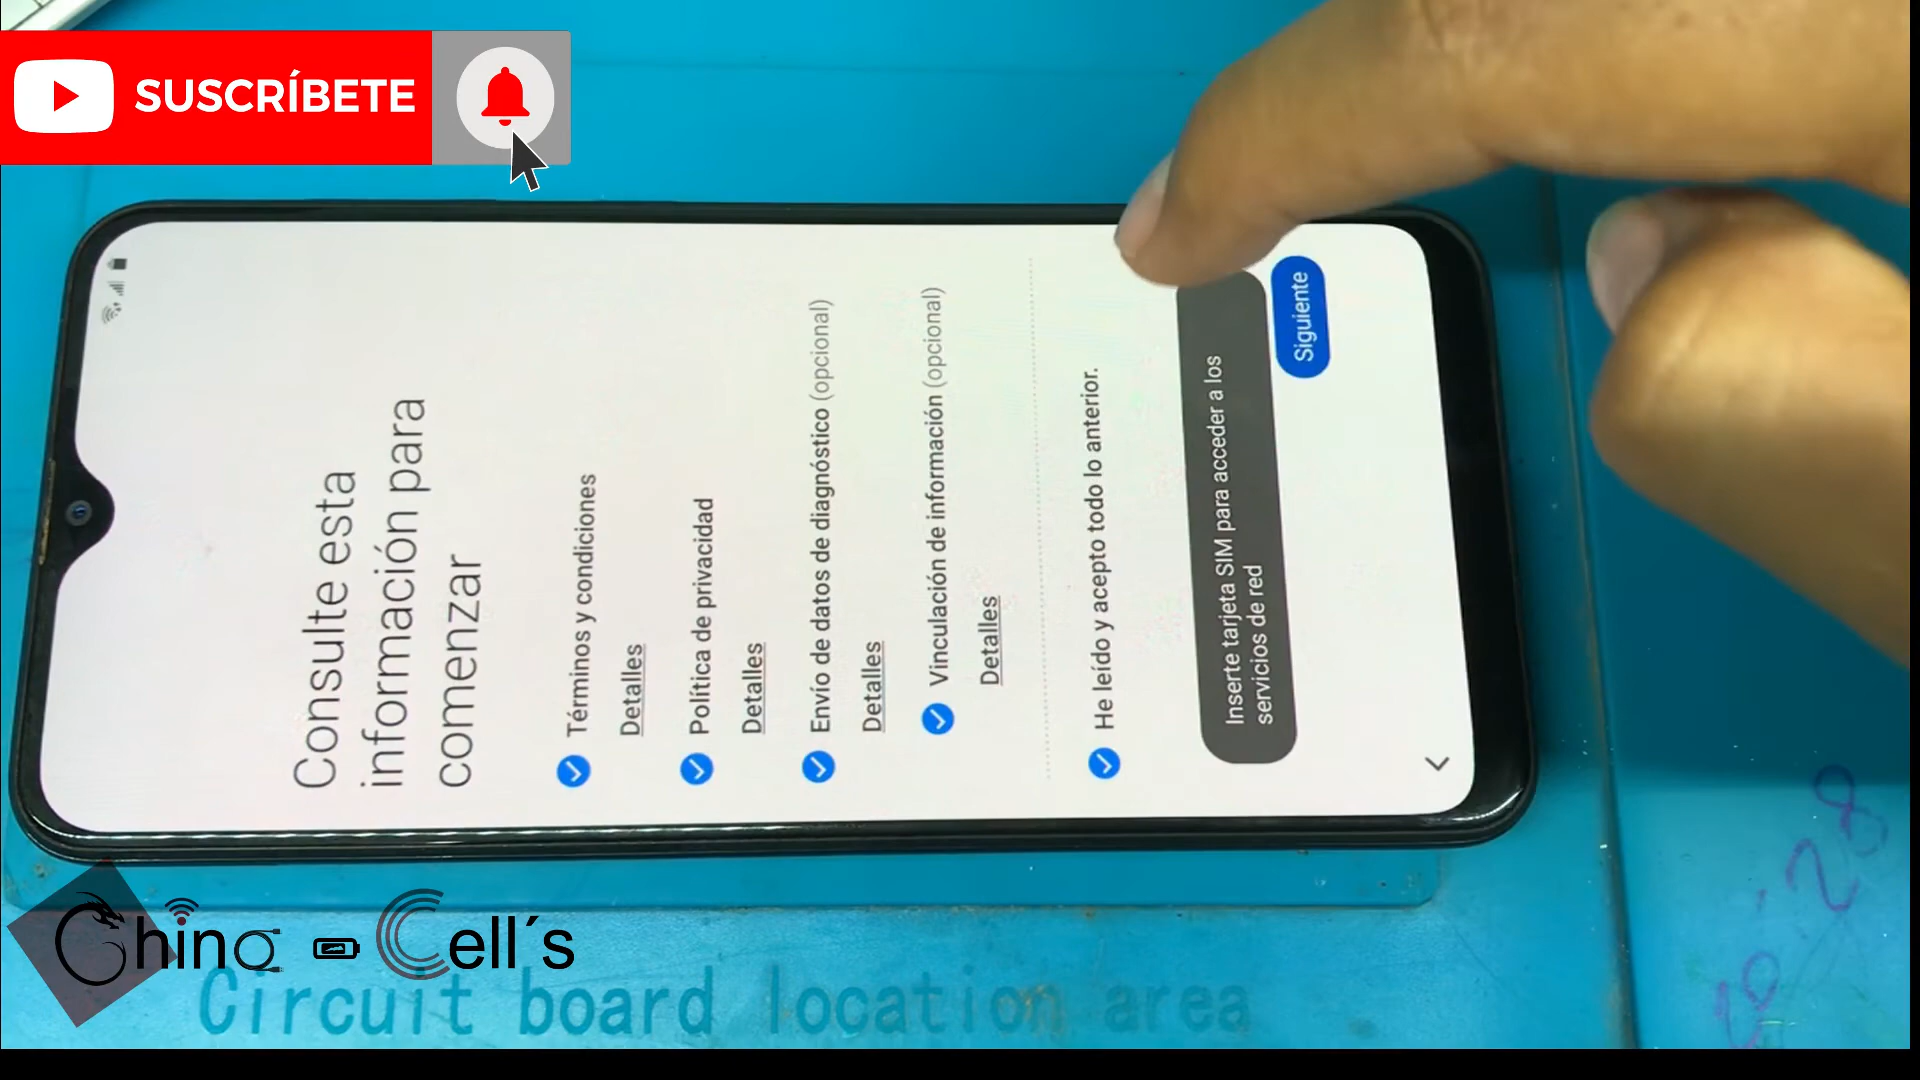 SUSCRÍBETE
Consulte esta
información para
comenzar
Términos y condiciones
Detalles
Política de privacidad
Detalles
Envío de datos de diagnóstico (opcional)
Detalles
Vinculación de información (opcional)
Detalles
He leído y acepto todo lo anterior.
Inserte tarjeta SIM para acceder a los
servicios de red
Siguiente
China - Cell´s
Circuit board location area